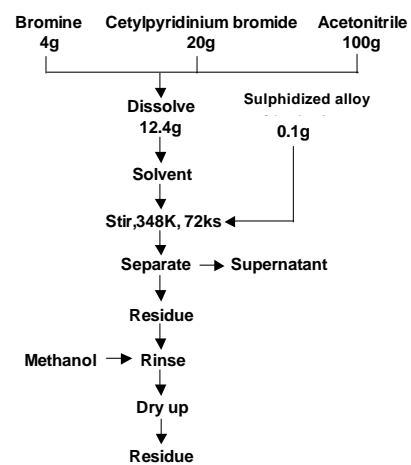 Bromine Cetylpyridinium bromide Acetonitrile
4g 20g 100g
Dissolve Sulphidized alloy
12.4g 0.1g
Solvent
Stir,348K, 72ks
Separate Supernatant
Residue
Methanol Rinse
Dry up
Residue